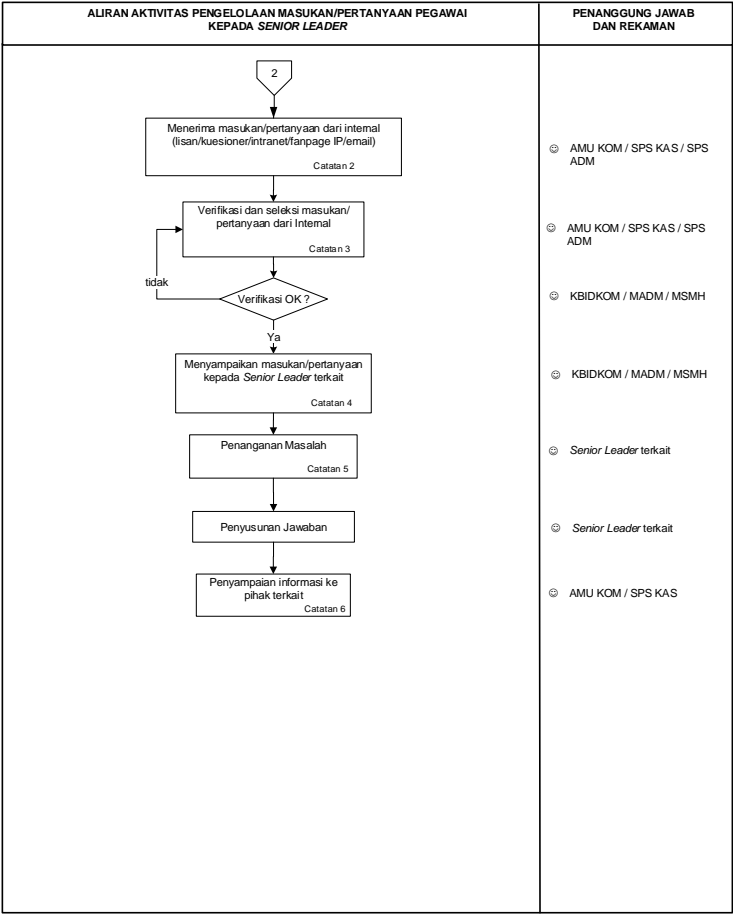 ALIRAN AKTIVITAS PENGELOLAAN MASUKAN/PERTANYAAN PEGAWAI
KEPADA SENIOR LEADER
PENANGGUNG JAWAB
DAN REKAMAN
2
Menerima masukan/pertanyaan dari internal
(lisan/kuesioner/intranet/fanpage IP/email)
Catatan 2
☺ AMU KOM / SPS KAS / SPS
ADM
Verifikasi dan seleksi masukan/
pertanyaan dari Internal
Catatan 3
☺ AMU KOM / SPS KAS / SPS
ADM
tidak
Verifikasi OK ?
☺ KBIDKOM / MADM / MSMH
Ya
Menyampaikan masukan/pertanyaan
kepada Senior Leader terkait
Catatan 4
☺ KBIDKOM / MADM / MSMH
Penanganan Masalah
Catatan 5
☺ Senior Leader terkait
Penyusunan Jawaban
☺ Senior Leader terkait
Penyampaian informasi ke
pihak terkait
Catatan 6
☺ AMU KOM / SPS KAS